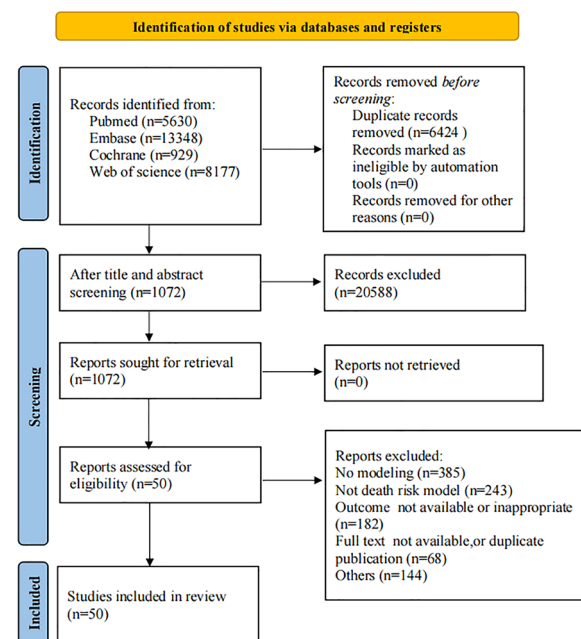 Identification of studies via databases and registers
Identification
Records identified from:
Pubmed (n=5630)
Embase (n=13348)
Cochrane (n=929)
Web of science (n=8177)
Records removed before
screening:
Duplicate records
removed (n=6424 )
Records marked as
ineligible by automation
tools (n=0)
Records removed for other
reasons (n=0)
Screening
After title and abstract
screening (n=1072)
Records excluded
(n=20588)
Reports sought for retrieval
(n=1072)
Reports not retrieved
(n=0)
Reports assessed for
eligibility (n=50)
Reports excluded:
No modeling (n=385)
Not death risk model (n=243)
Outcome not available or inappropriate
(n=182)
Full text not available,or duplicate
publication (n=68)
Others (n=144)
Included
Studies included in review
(n=50)